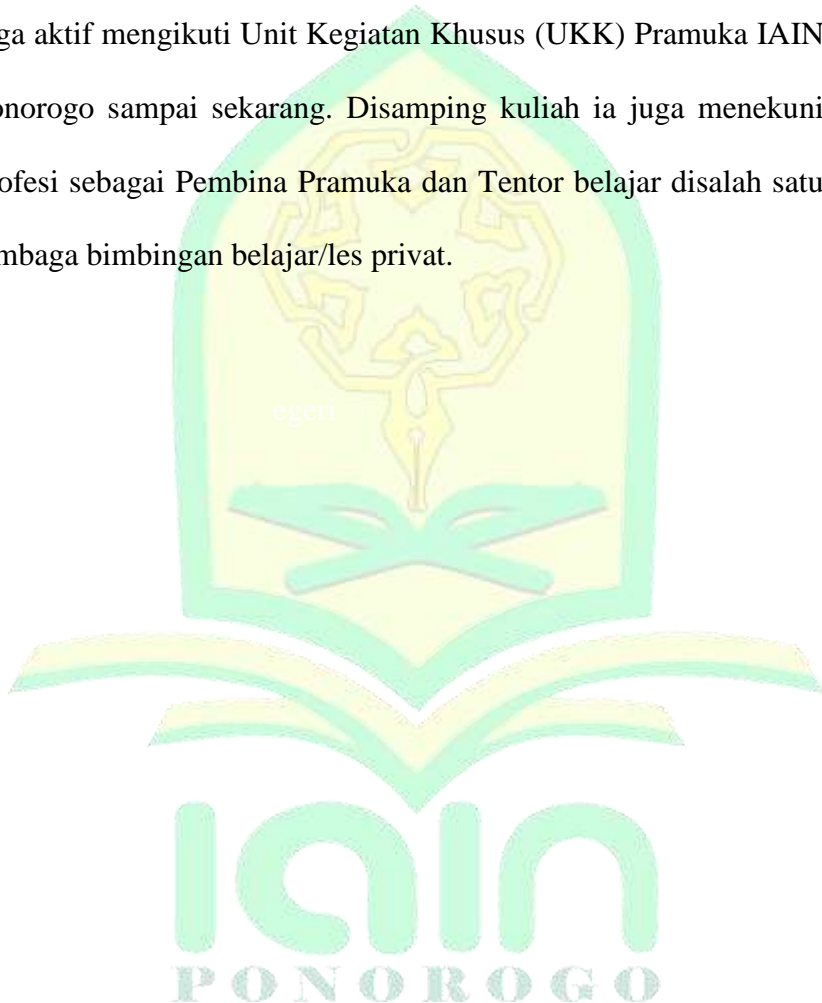 ga aktif mengikuti Unit Kegiatan Khusus (UKK) Pramuka IAIN
onorogo sampai sekarang. Disamping kuliah ia juga menekuni
ofesi sebagai Pembina Pramuka dan Tentor belajar disalah satu
mbaga bimbingan belajar/les privat.
egeri
iain
PONOROGO